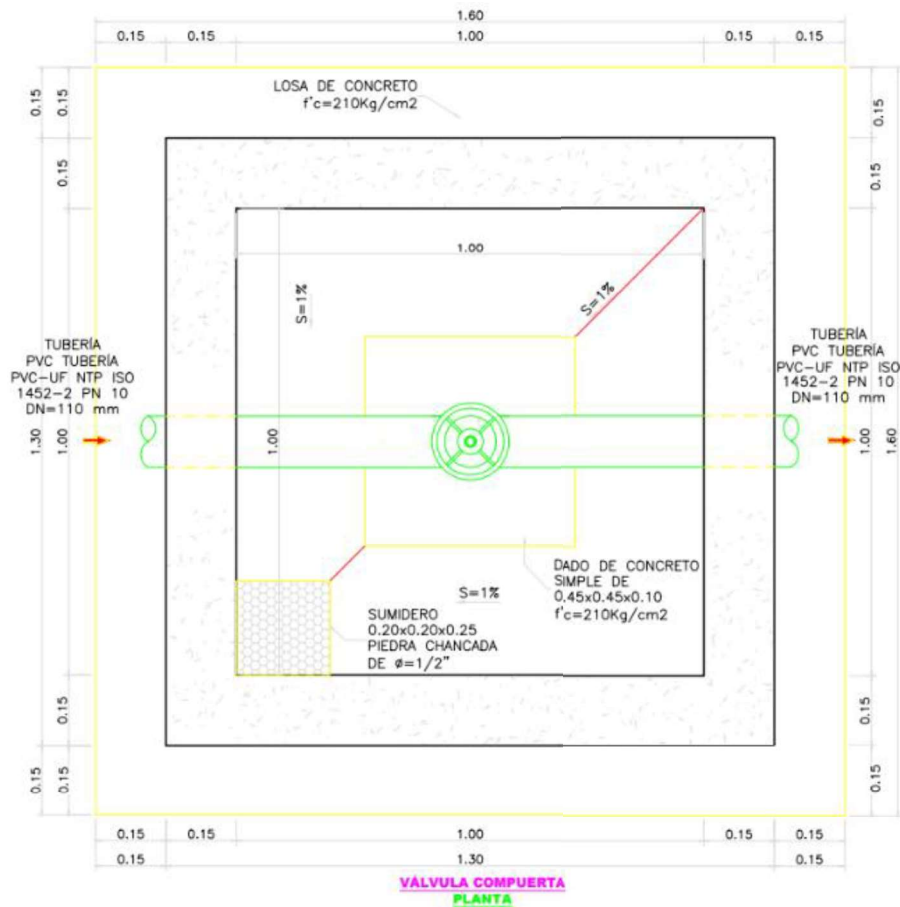 1.60
0.15 0.15 1.00 0.15 0.15
LOSA DE CONCRETO
f'c=210Kg/cm2
0.15 0.15 0.15
0.15 0.15
1.00
S=1%
S=1%
TUBERÍA
PVC TUBERÍA
PVC-UF NTP ISO
1452-2 PN 10
DN=110 mm
TUBERÍA
PVC TUBERÍA
PVC-UF NTP ISO
1452-2 PN 10
DN=110 mm
1.30 1.00 1.00 1.00 1.60
DADO DE CONCRETO
SIMPLE DE
0.45x0.45x0.10
f'c=210Kg/cm2
S=1%
SUMIDERO
0.20x0.20x0.25
PIEDRA CHANCADA
DE ø=1/2"
0.15 0.15
0.15 0.15 0.15
0.15 0.15 1.00 0.15 0.15
0.15 1.30 0.15
VÁLVULA COMPUERTA
PLANTA